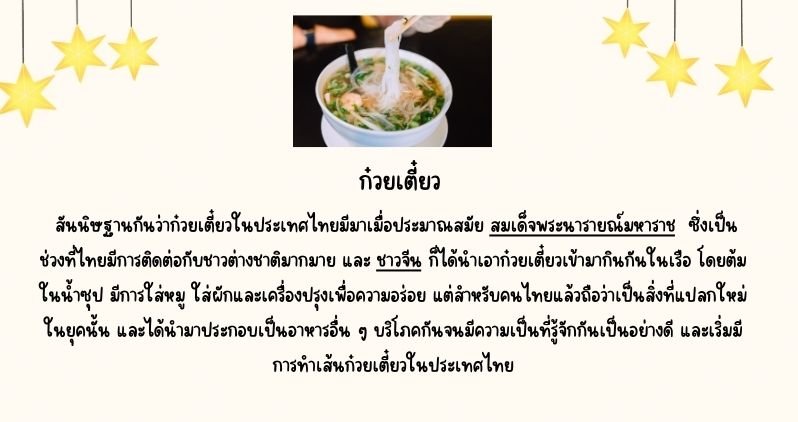 ก๋วยเตี๋ยว
สันนิษฐานกันว่าก๋วยเตี๋ยวในประเทศไทยมีมาเมื่อประมาณสมัย สมเด็จพระนารายณ์มหาราช ซึ่งเป็น
ช่วงที่ไทยมีการติดต่อกับชาวต่างชาติมากมาย และ ชาวจีน ก็ได้นำเอาก๋วยเตี๋ยวเข้ามากินกันในเรือ โดยต้ม
ในน้ำซุป มีการใส่หมู ใส่ผักและเครื่องปรุงเพื่อความอร่อย แต่สำหรับคนไทยแล้วถือว่าเป็นสิ่งที่แปลกใหม่
ในยุคนั้น และได้นำมาประกอบเป็นอาหารอื่น ๆ บริโภคกันจนมีความเป็นที่รู้จักกันเป็นอย่างดี และเริ่มมี
การทำเส้นก๋วยเตี๋ยวในประเทศไทย